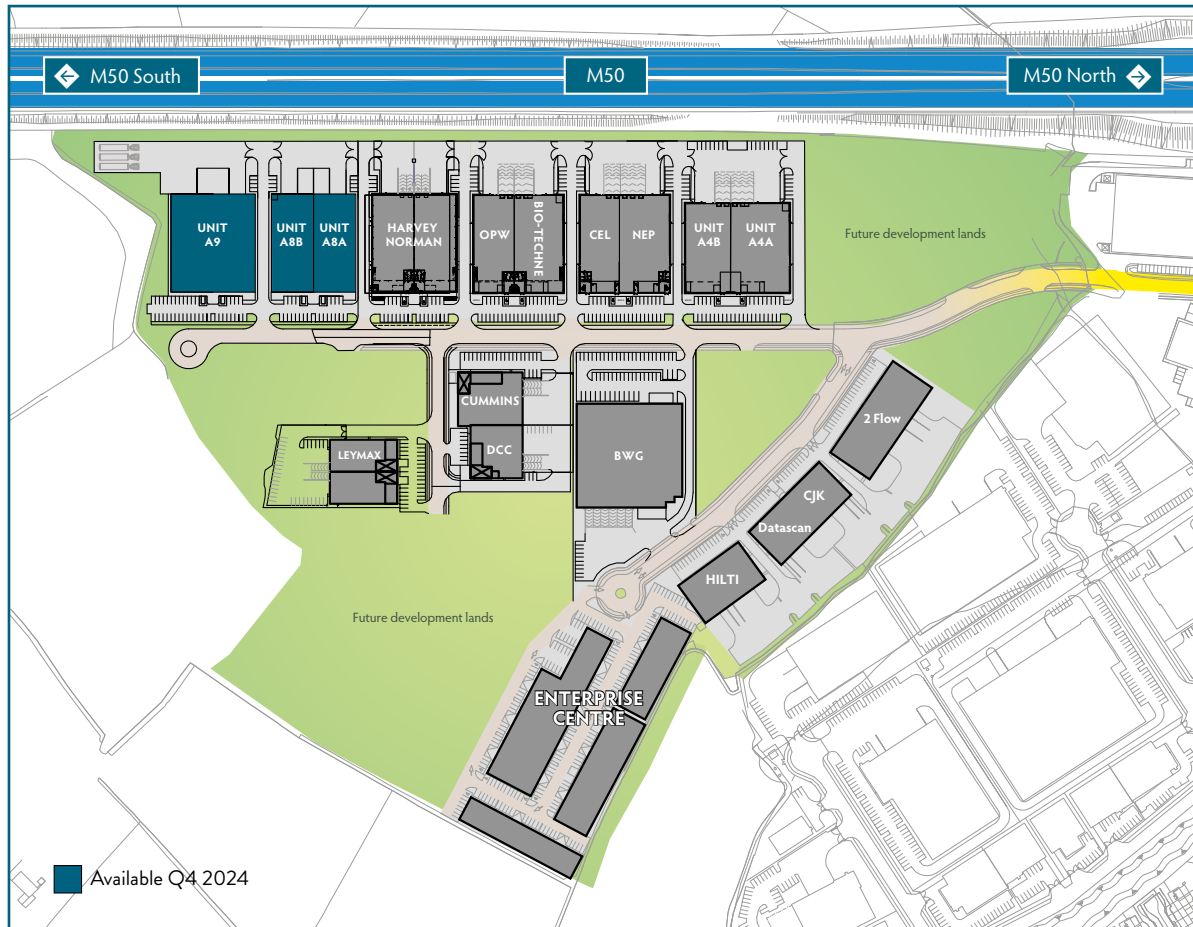 M50 South
M50
M50 North
UNIT
A9
UNIT
A8B
UNIT
A8A
HARVEY
NORMAN
OPW
BIO-TECHNE
CEL
NEP
UNIT
A4B
UNIT
A4A
Future development lands
CUMMINS
DCC
LEYMAX
BWG
2 Flow
CJK
Datascan
HILTI
Future development lands
ENTERPRISE
CENTRE
Available Q4 2024